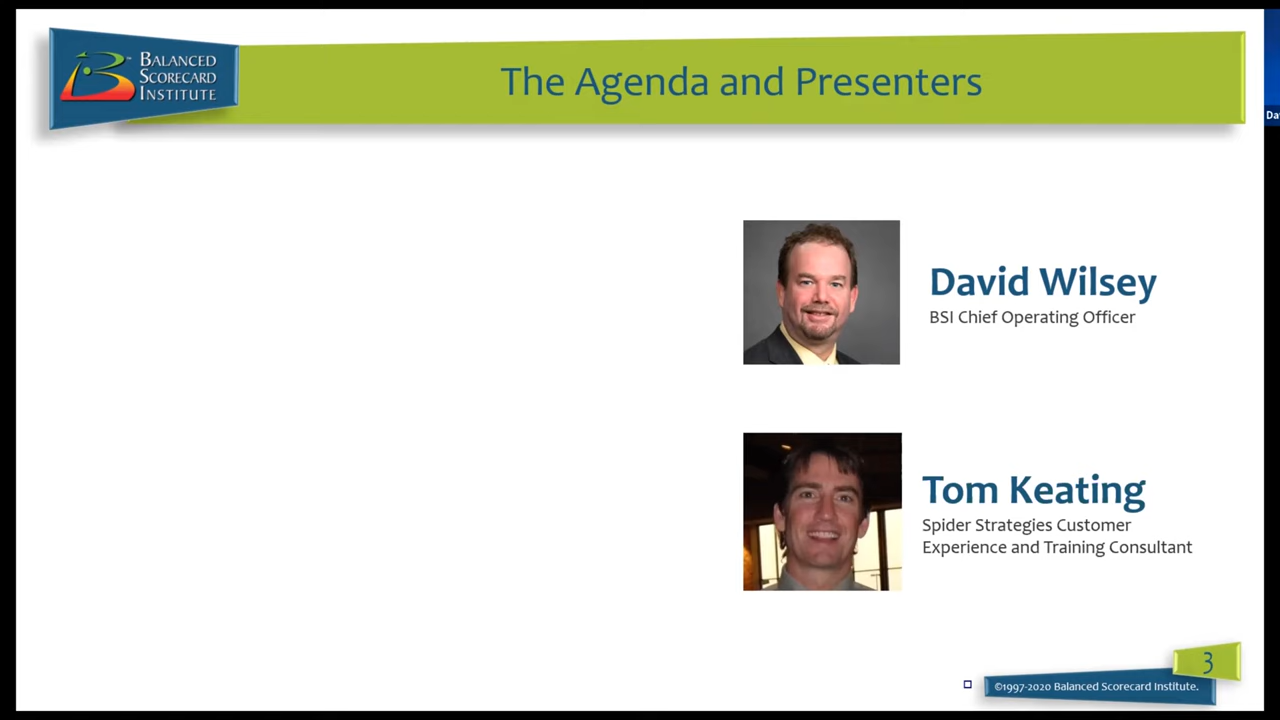 BALANCED
SCORECARD
INSTITUTE
The Agenda and Presenters
Da
David Wilsey
BSI Chief Operating Officer
Tom Keating
Spider Strategies Customer
Experience and Training Consultant
3
©1997-2020 Balanced Scorecard Institute.